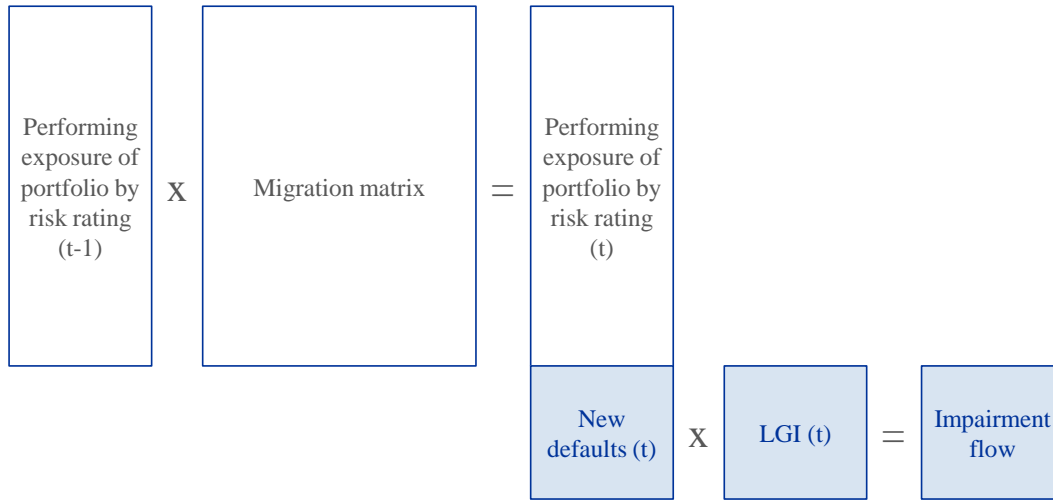 Performing
exposure of
portfolio by
risk rating
(t-1)
x
Migration matrix
=
Performing
exposure of
portfolio by
risk rating
(t)
New
defaults (t)
x
LGI (t)
=
Impairment
flow